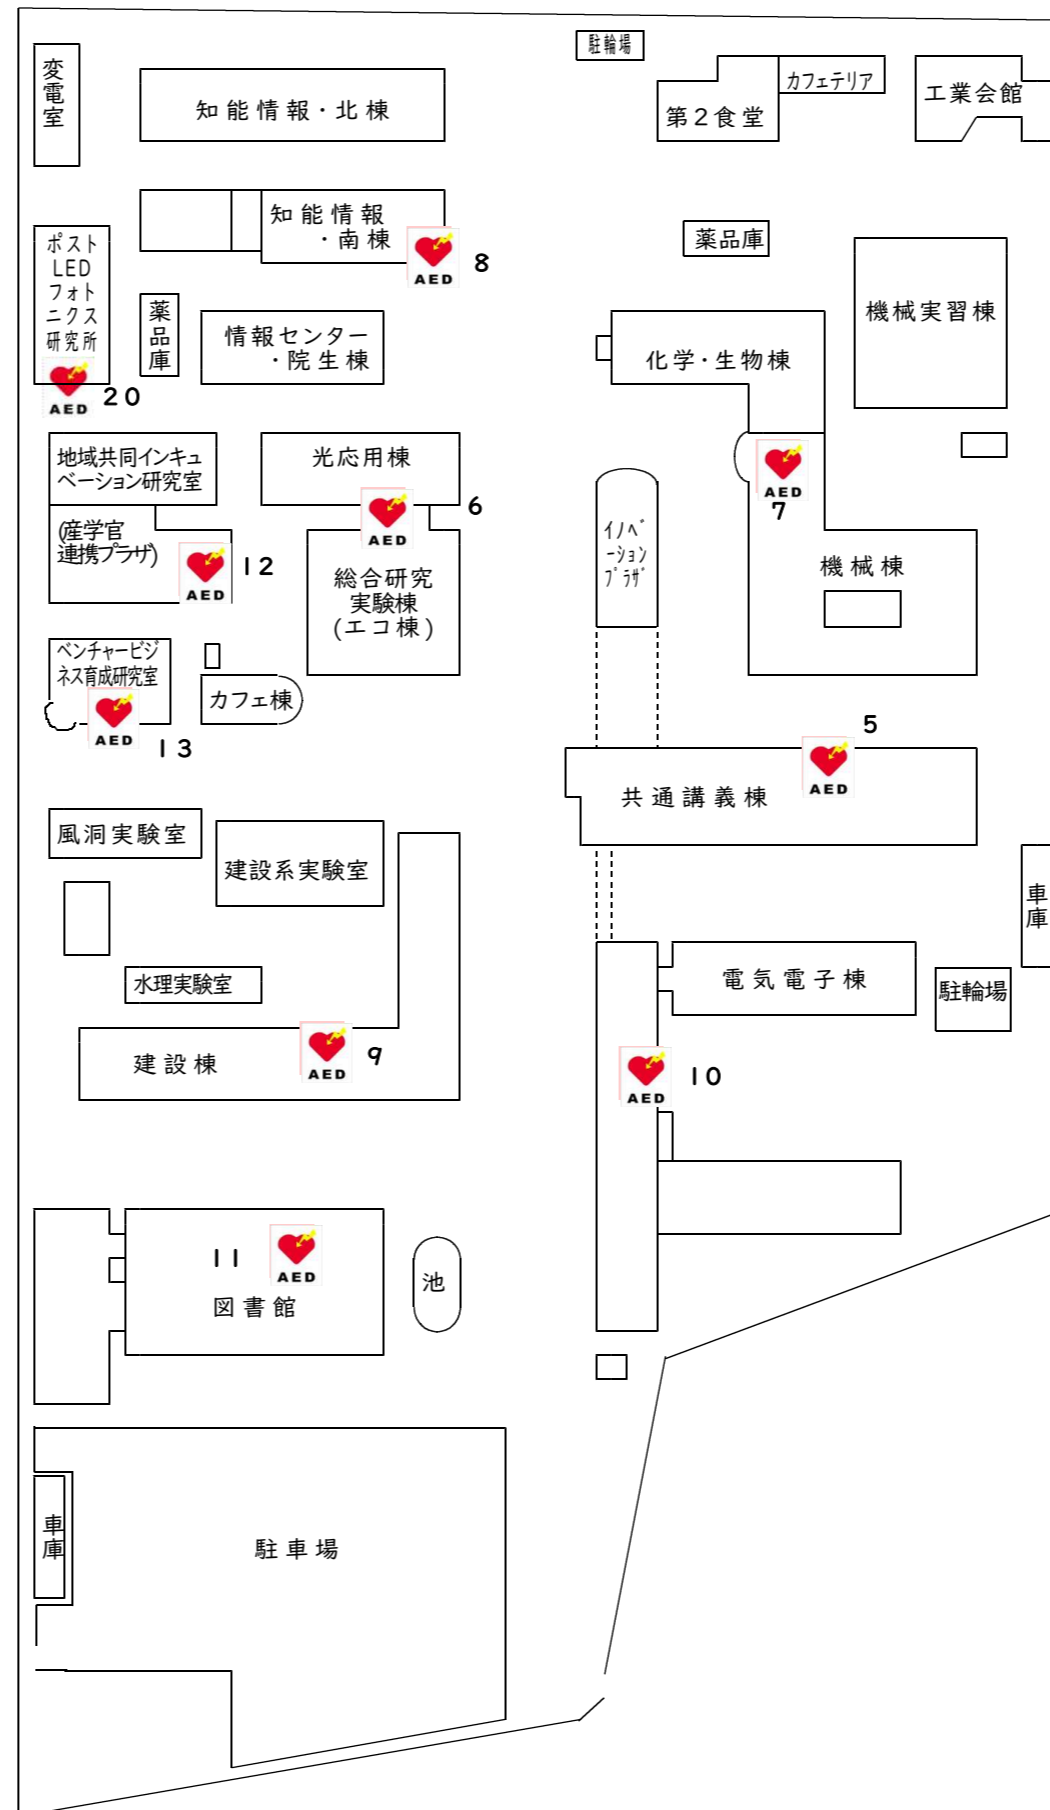 駐輪場
変電室
知能情報・北棟
第2食堂
カフェテリア
工業会館
知能情報
・南棟
AED
8
薬品庫
ポスト
LED
フォト
ニクス
研究所
AED
20
薬品庫
情報センター
・院生棟
化学・生物棟
機械実習棟
地域共同インキュ
ベーション研究室
光応用棟
AED
6
AED
7
(産学官
連携プラザ)
AED
12
総合研究
実験棟
(エコ棟)
イノベ
ーション
プラザ
機械棟
ベンチャービジ
ネス育成研究室
AED
13
カフェ棟
5
AED
共通講義棟
風洞実験室
建設系実験室
車庫
水理実験室
電気電子棟
駐輪場
建設棟
AED
9
AED
10
11
AED
図書館
池
車庫
駐車場